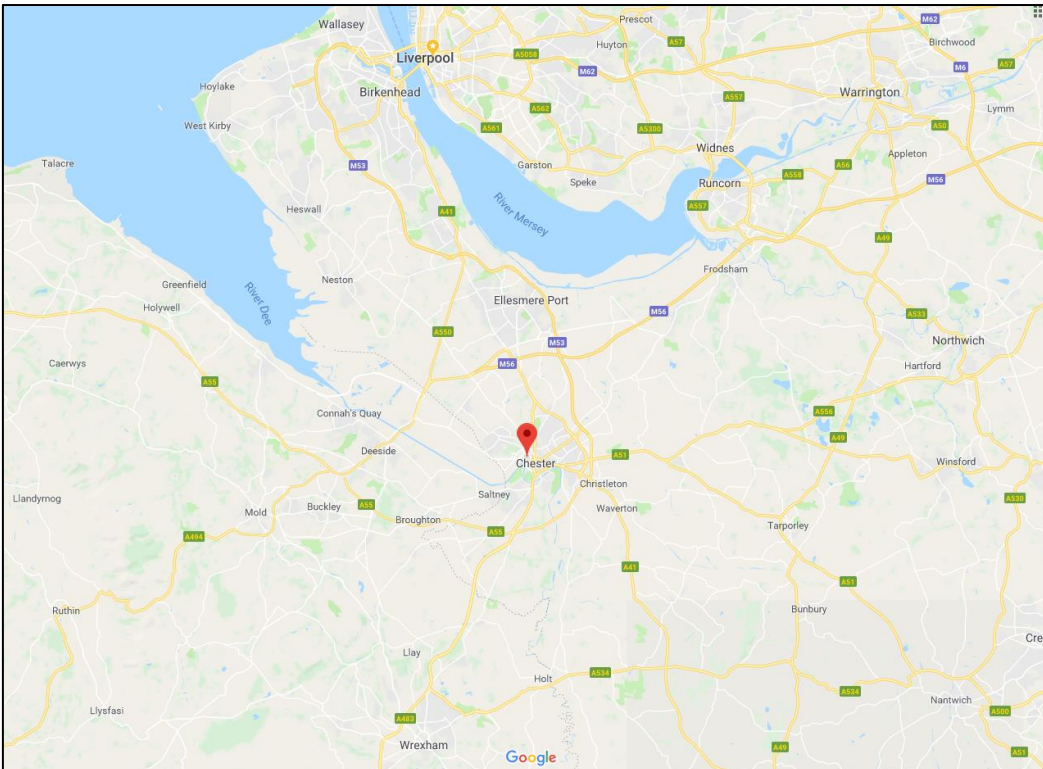 Prescot
M62
Wallasey
Birchwood
A57
Huyton
A5058
Liverpool
M62
M6
A57
Hoylake
Birkenhead
A557
Warrington
A562
Lymm
West Kirby
A561
A5300
A50
Widnes
Appleton
Talacre
M53
Garston
A56
A558
M56
Speke
Runcorn
Heswall
A41
River Mersey
A557
A49
Neston
Frodsham
Greenfield
River Dee
Ellesmere Port
Holywell
M56
A533
A550
M53
Northwich
Caerwys
M56
Hartford
A55
Connah's Quay
A556
A49
Deeside
A51
Chester
Winsford
Christleton
Llandyrnog
Saltney
A530
Mold
Buckley
A55
Waverton
Broughton
A55
Tarporley
A494
A41
A51
Ruthin
Bunbury
Cre
Llay
Holt
A534
A534
Nantwich
Llysfasi
A483
A500
Wrexham
A49
A51
Google